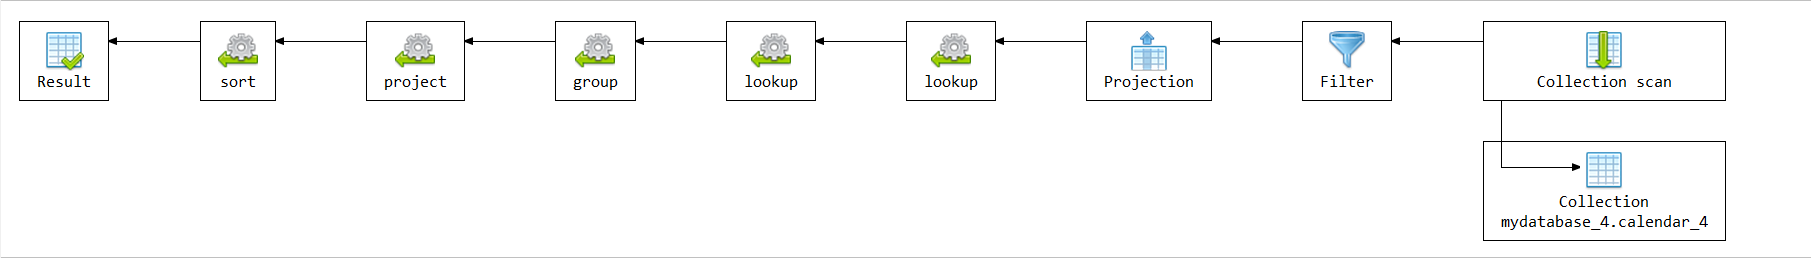 Result
sort
project
group
lookup
lookup
Projection
Filter
Collection scan
Collection
mydatabase_4.calendar_4